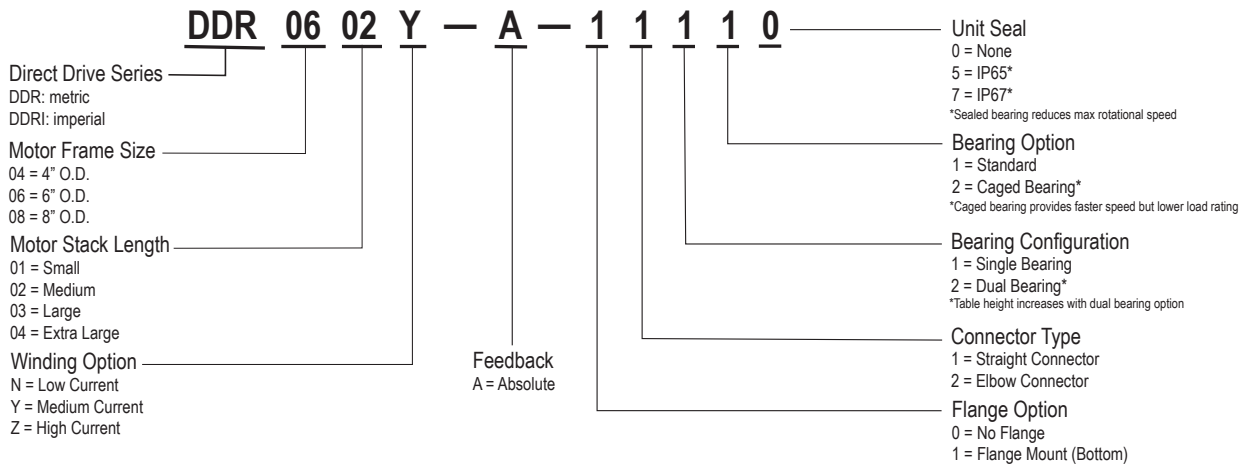 DDR 06 02 Y — A — 1 1 1 1 0
Direct Drive Series
DDR: metric
DDRI: imperial
Motor Frame Size
04 = 4” O.D.
06 = 6” O.D.
08 = 8” O.D.
Motor Stack Length
01 = Small
02 = Medium
03 = Large
04 = Extra Large
Winding Option
N = Low Current
Y = Medium Current
Z = High Current
Feedback
A = Absolute
Unit Seal
0 = None
5 = IP65*
7 = IP67*
*Sealed bearing reduces max rotational speed
Bearing Option
1 = Standard
2 = Caged Bearing*
*Caged bearing provides faster speed but lower load rating
Bearing Configuration
1 = Single Bearing
2 = Dual Bearing*
*Table height increases with dual bearing option
Connector Type
1 = Straight Connector
2 = Elbow Connector
Flange Option
0 = No Flange
1 = Flange Mount (Bottom)